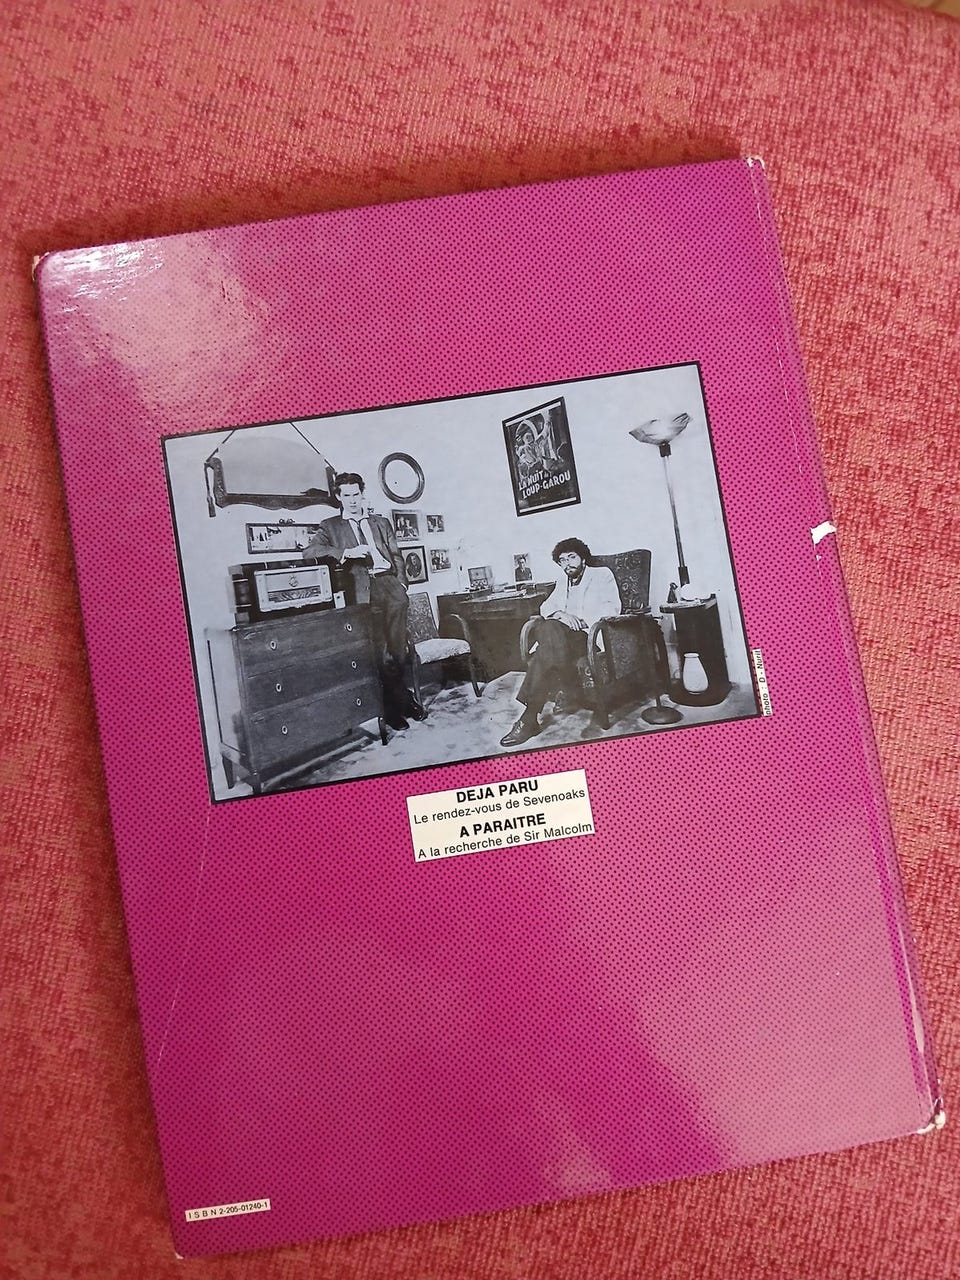 LA NUIT DU
LOUP-GAROU
photo : D - Nurit
DEJA PARU
Le rendez-vous de Sevenoaks
A PARAITRE
A la recherche de Sir Malcolm
I S B N 2-205-01240-1